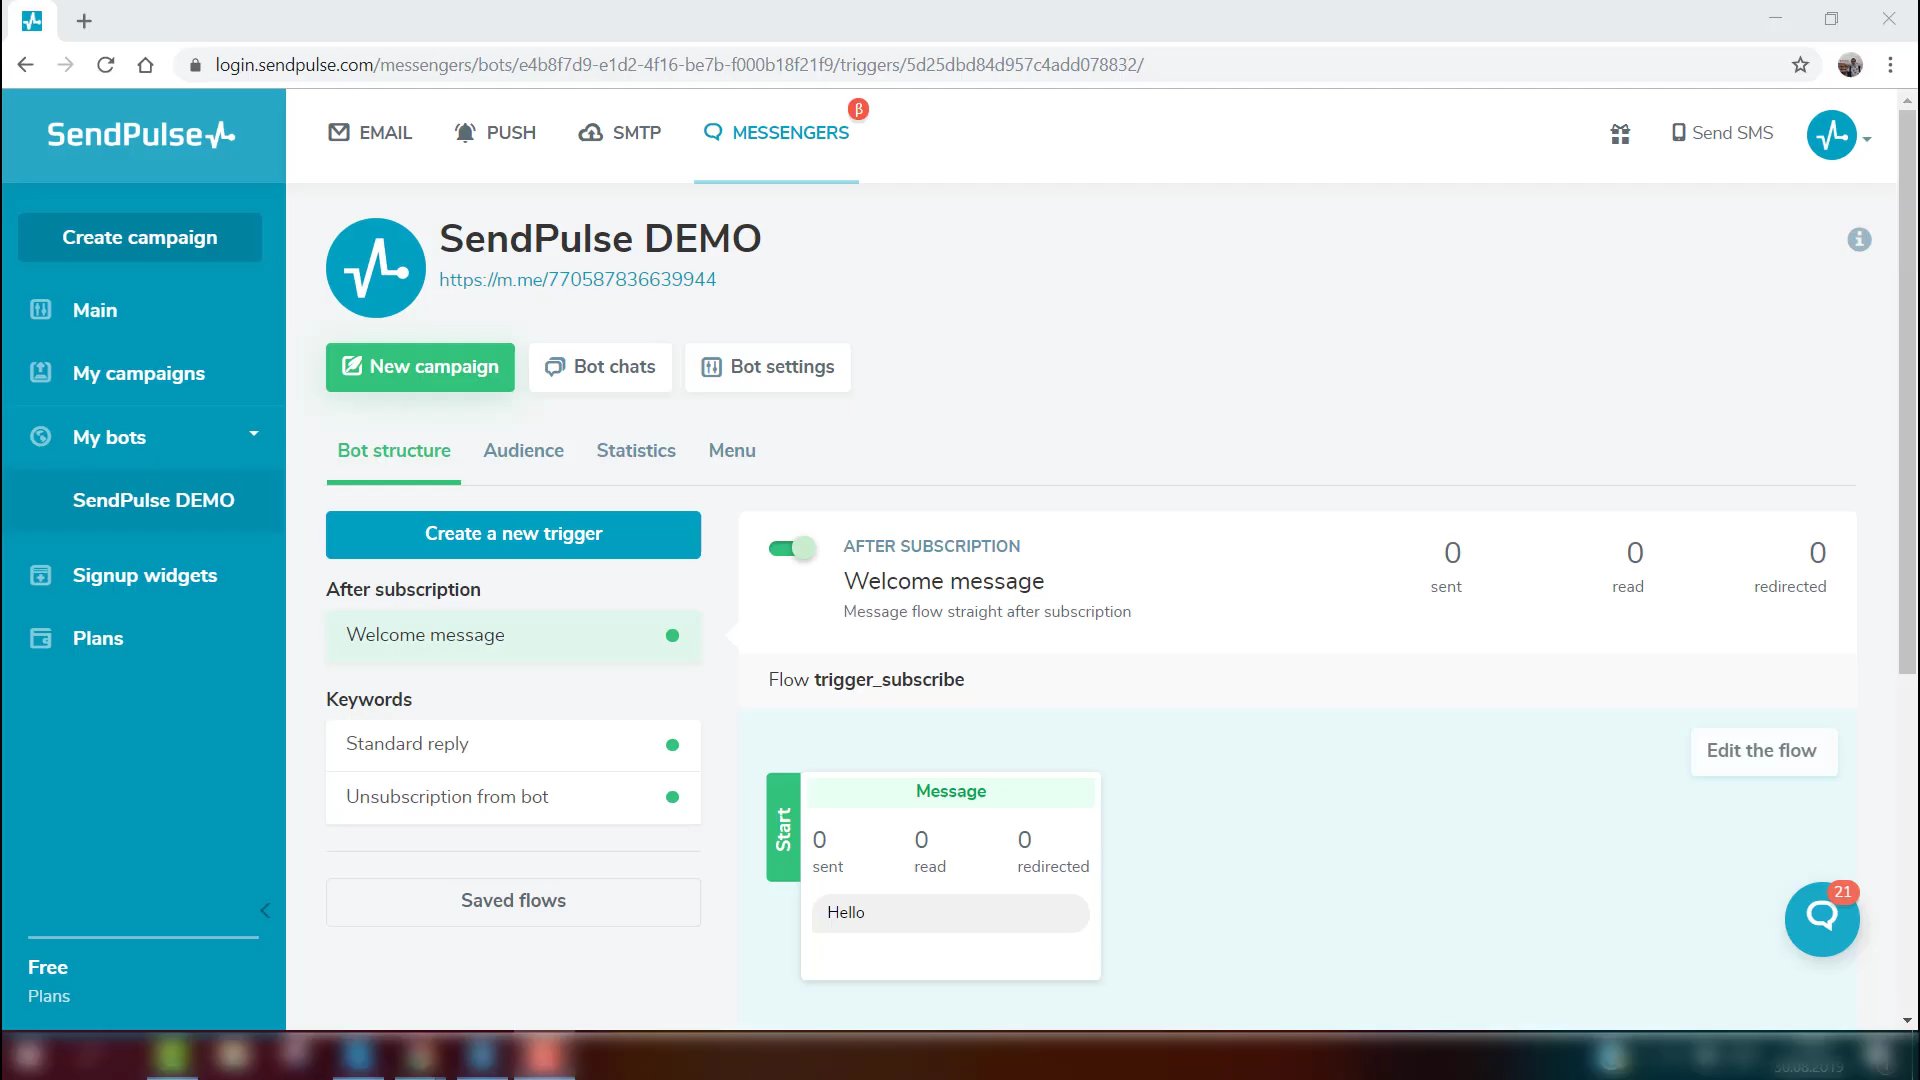 login.sendpulse.com/messengers/bots/e4b8f7d9-e1d2-4f16-be7b-f000b18f21f9/triggers/5d25dbd84d957c4add078832/
SendPulse
EMAIL
PUSH
SMTP
MESSENGERS
β
Send SMS
Create campaign
Main
My campaigns
My bots
SendPulse DEMO
Signup widgets
Plans
Free
Plans
SendPulse DEMO
https://m.me/770587836639944
New campaign
Bot chats
Bot settings
Bot structure
Audience
Statistics
Menu
Create a new trigger
After subscription
Welcome message
Keywords
Standard reply
Unsubscription from bot
Saved flows
AFTER SUBSCRIPTION
Welcome message
Message flow straight after subscription
0
sent
0
read
0
redirected
Flow trigger_subscribe
Edit the flow
Start
Message
0
sent
0
read
0
redirected
Hello
21